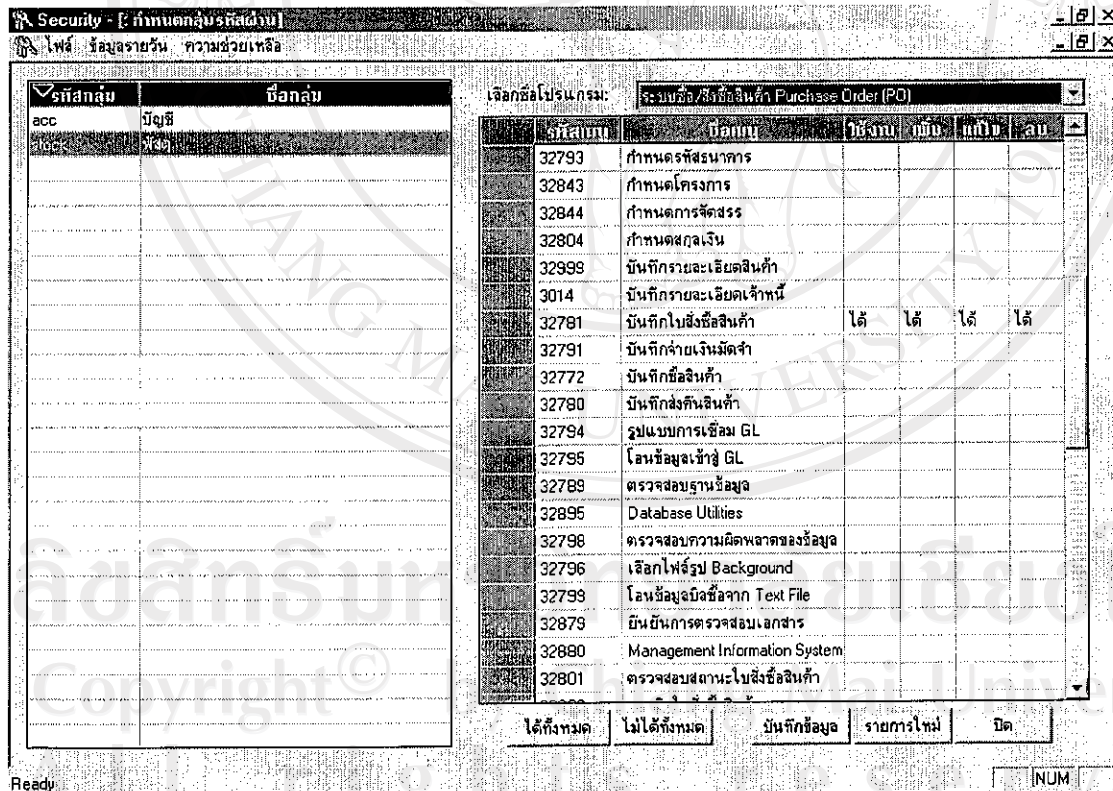 Security - [: กำหนดกลุ่มรหัสผ่าน]
ไฟล์ ข้อมูลรายวัน ความช่วยเหลือ
รหัสกลุ่ม ชื่อกลุ่ม
acc บัญชี
stock พัสดุ
เลือกชื่อโปรแกรม: ระบบซื้อ/สั่งซื้อสินค้า Purchase Order (PO)
รหัสเมนู ชื่อเมนู ใช้งาน เพิ่ม แก้ไข ลบ
32793 กำหนดรหัสธนาคาร
32843 กำหนดโครงการ
32844 กำหนดการจัดสรร
32804 กำหนดสกุลเงิน
32999 บันทึกรายละเอียดสินค้า
3014 บันทึกรายละเอียดเจ้าหนี้
32781 บันทึกใบสั่งซื้อสินค้า ได้ ได้ ได้ ได้
32791 บันทึกจ่ายเงินมัดจำ
32772 บันทึกซื้อสินค้า
32780 บันทึกส่งคืนสินค้า
32794 รูปแบบการเชื่อม GL
32795 โอนข้อมูลเข้าสู่ GL
32789 ตรวจสอบฐานข้อมูล
32895 Database Utilities
32798 ตรวจสอบความผิดพลาดของข้อมูล
32796 เลือกไฟล์รูป Background
32799 โอนข้อมูลบิลซื้อจาก Text File
32879 ยืนยันการตรวจสอบเอกสาร
32880 Management Information System
32801 ตรวจสอบสถานะใบสั่งซื้อสินค้า
ได้ทั้งหมด ไม่ได้ทั้งหมด บันทึกข้อมูล รายการใหม่ ปิด
Ready NUM
CHIANG MAI UNIVERSITY
Copyright© by Chiang Mai Univer